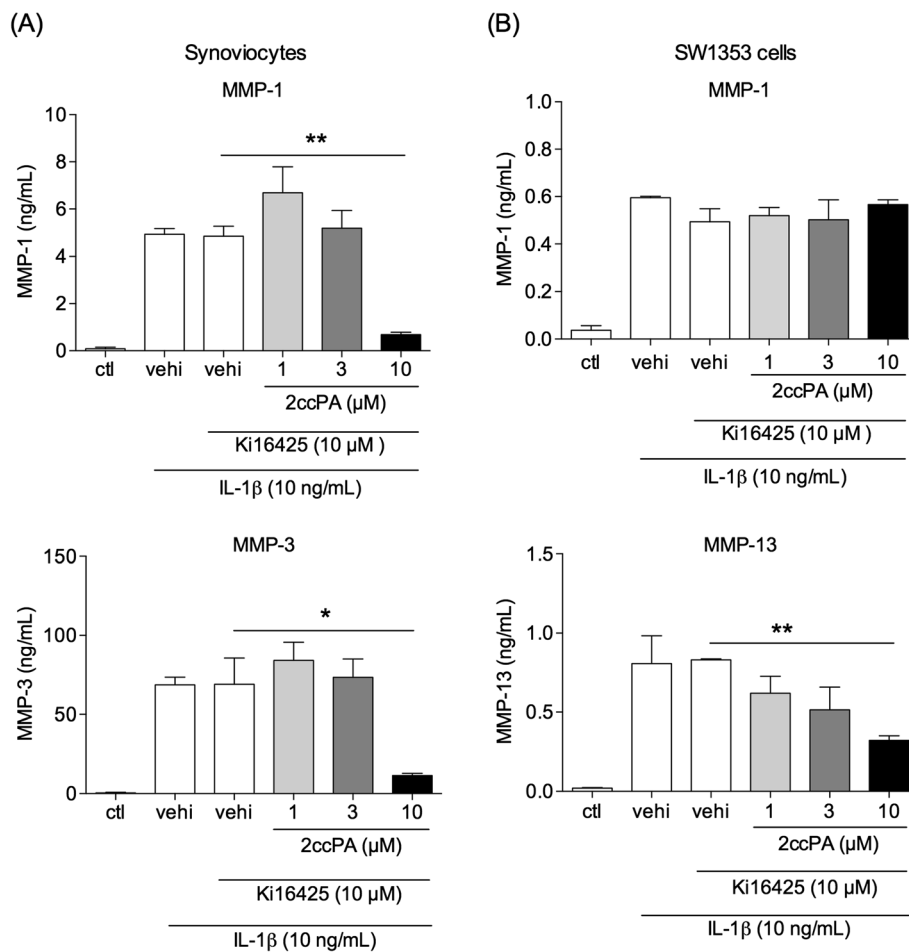 (A)
Synoviocytes
MMP-1
MMP-1 (ng/mL)
10
8
6
4
2
0
ctl vehi vehi 1 3 10
2ccPA (µM)
Ki16425 (10 µM )
IL-1β (10 ng/mL)
**
MMP-3
MMP-3 (ng/mL)
150
100
50
0
ctl vehi vehi 1 3 10
2ccPA (µM)
Ki16425 (10 µM)
IL-1β (10 ng/mL)
*
(B)
SW1353 cells
MMP-1
MMP-1 (ng/mL)
1.0
0.8
0.6
0.4
0.2
0.0
ctl vehi vehi 1 3 10
2ccPA (µM)
Ki16425 (10 µM )
IL-1β (10 ng/mL)
MMP-13
MMP-13 (ng/mL)
1.5
1.0
0.5
0.0
ctl vehi vehi 1 3 10
2ccPA (µM)
Ki16425 (10 µM)
IL-1β (10 ng/mL)
**